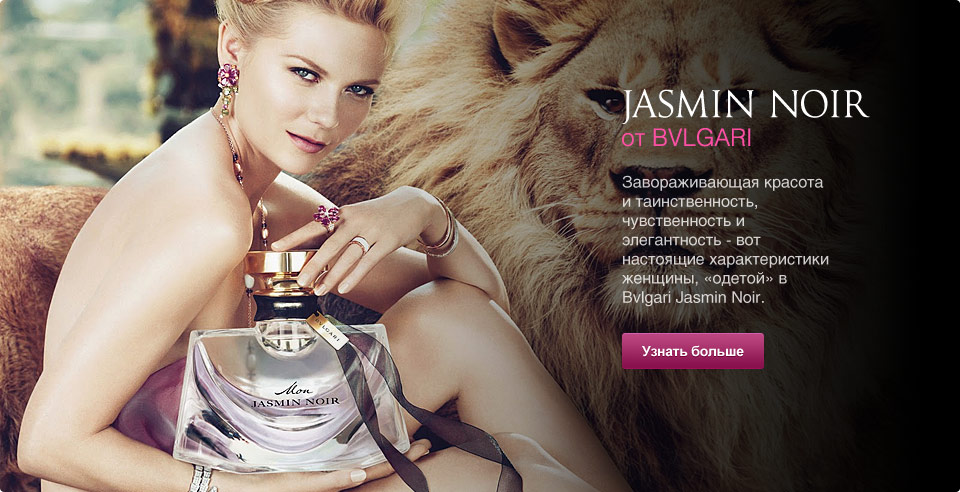 JASMIN NOIR
от BVLGARI
Завораживающая красота
и таинственность,
чувственность и
элегантность - вот
настоящие характеристики
женщины, «одетой» в
Bvlgari Jasmin Noir.
Узнать больше
BVLGARI
Mon
JASMIN NOIR